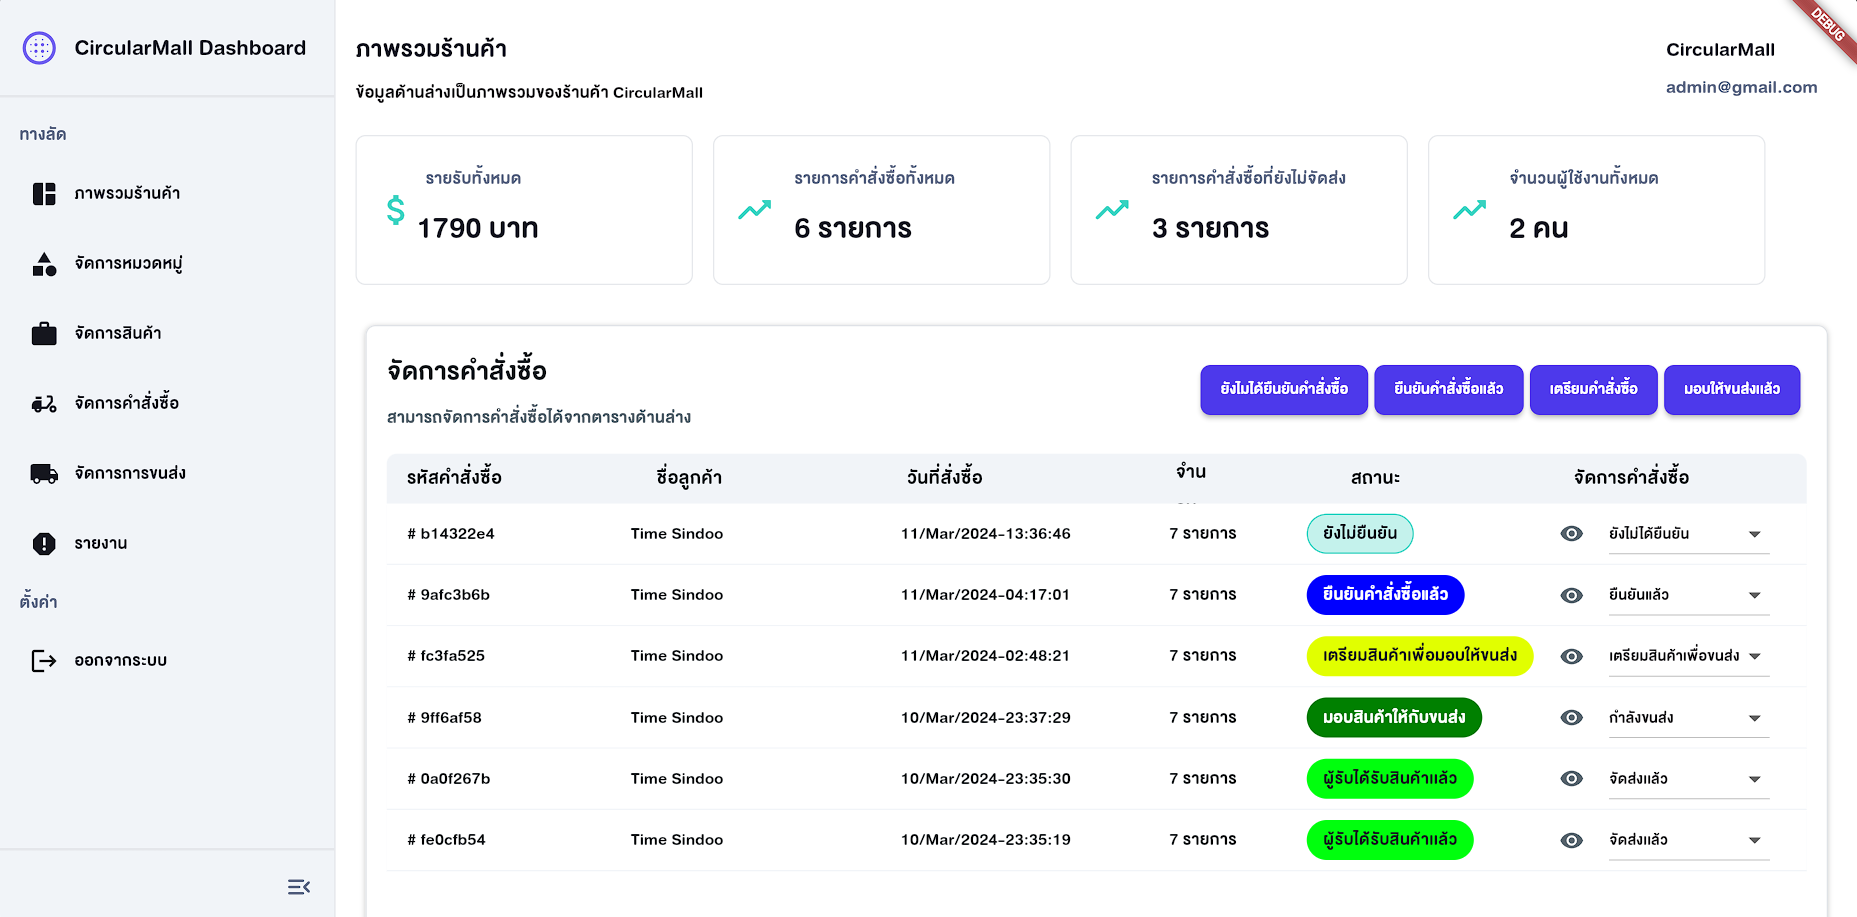 CircularMall Dashboard
ทางลัด
ภาพรวมร้านค้า
จัดการหมวดหมู่
จัดการสินค้า
จัดการคำสั่งซื้อ
จัดการการขนส่ง
รายงาน
ตั้งค่า
ออกจากระบบ
ภาพรวมร้านค้า
ข้อมูลด้านล่างเป็นภาพรวมของร้านค้า CircularMall
CircularMall
admin@gmail.com
DEBUG
รายรับทั้งหมด
$ 1790 บาท
รายการคำสั่งซื้อทั้งหมด
6 รายการ
รายการคำสั่งซื้อที่ยังไม่จัดส่ง
3 รายการ
จำนวนผู้ใช้งานทั้งหมด
2 คน
จัดการคำสั่งซื้อ
สามารถจัดการคำสั่งซื้อได้จากตารางด้านล่าง
ยังไม่ได้ยืนยันคำสั่งซื้อ ยืนยันคำสั่งซื้อแล้ว เตรียมคำสั่งซื้อ มอบให้ขนส่งแล้ว
รหัสคำสั่งซื้อ ชื่อลูกค้า วันที่สั่งซื้อ จำน สถานะ จัดการคำสั่งซื้อ
# b14322e4 Time Sindoo 11/Mar/2024-13:36:46 7 รายการ ยังไม่ยืนยัน ยังไม่ได้ยืนยัน
# 9afc3b6b Time Sindoo 11/Mar/2024-04:17:01 7 รายการ ยืนยันคำสั่งซื้อแล้ว ยืนยันแล้ว
# fc3fa525 Time Sindoo 11/Mar/2024-02:48:21 7 รายการ เตรียมสินค้าเพื่อมอบให้ขนส่ง เตรียมสินค้าเพื่อขนส่ง
# 9ff6af58 Time Sindoo 10/Mar/2024-23:37:29 7 รายการ มอบสินค้าให้กับขนส่ง กำลังขนส่ง
# 0a0f267b Time Sindoo 10/Mar/2024-23:35:30 7 รายการ ผู้รับได้รับสินค้าแล้ว จัดส่งแล้ว
# fe0cfb54 Time Sindoo 10/Mar/2024-23:35:19 7 รายการ ผู้รับได้รับสินค้าแล้ว จัดส่งแล้ว